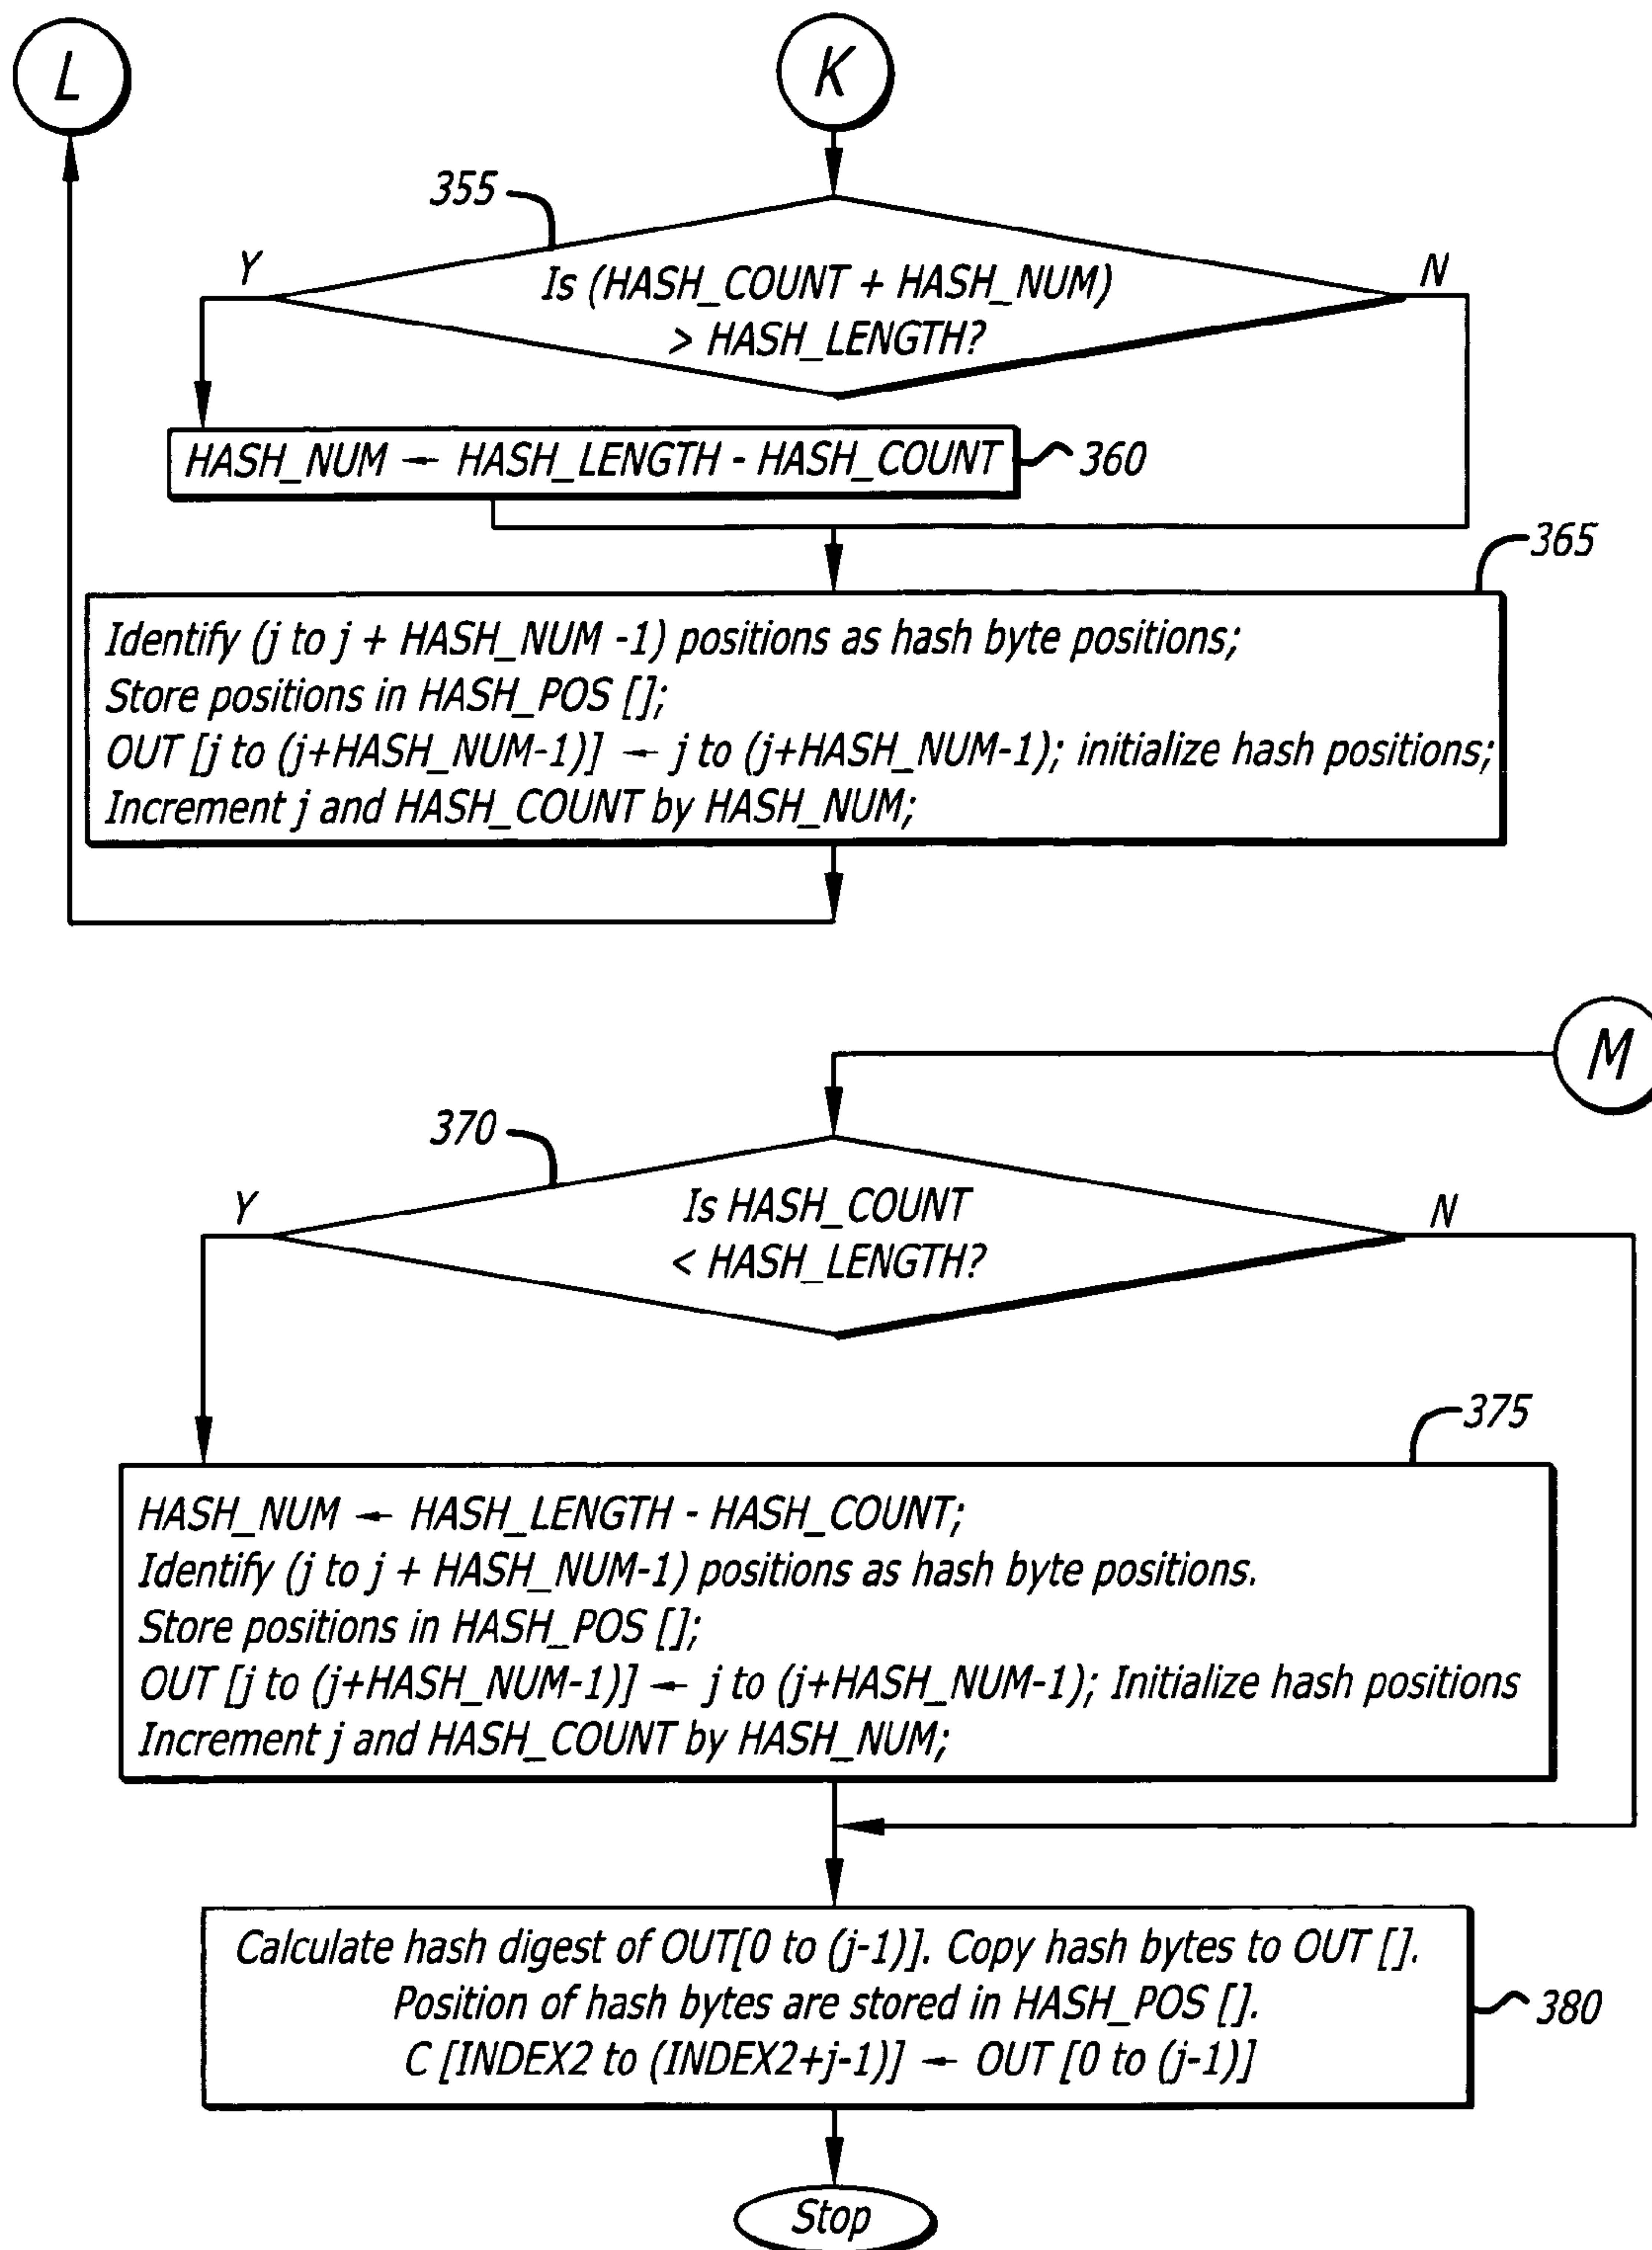 L
K
355
Y
N
Is (HASH_COUNT + HASH_NUM)
> HASH_LENGTH?
HASH_NUM ← HASH_LENGTH - HASH_COUNT
360
365
Identify (j to j + HASH_NUM -1) positions as hash byte positions;
Store positions in HASH_POS [];
OUT [j to (j+HASH_NUM-1)] ← j to (j+HASH_NUM-1); initialize hash positions;
Increment j and HASH_COUNT by HASH_NUM;
M
370
Y
N
Is HASH_COUNT
< HASH_LENGTH?
375
HASH_NUM ← HASH_LENGTH - HASH_COUNT;
Identify (j to j + HASH_NUM-1) positions as hash byte positions.
Store positions in HASH_POS [];
OUT [j to (j+HASH_NUM-1)] ← j to (j+HASH_NUM-1); Initialize hash positions
Increment j and HASH_COUNT by HASH_NUM;
Calculate hash digest of OUT[0 to (j-1)]. Copy hash bytes to OUT [].
Position of hash bytes are stored in HASH_POS [].
C [INDEX2 to (INDEX2+j-1)] ← OUT [0 to (j-1)]
380
Stop